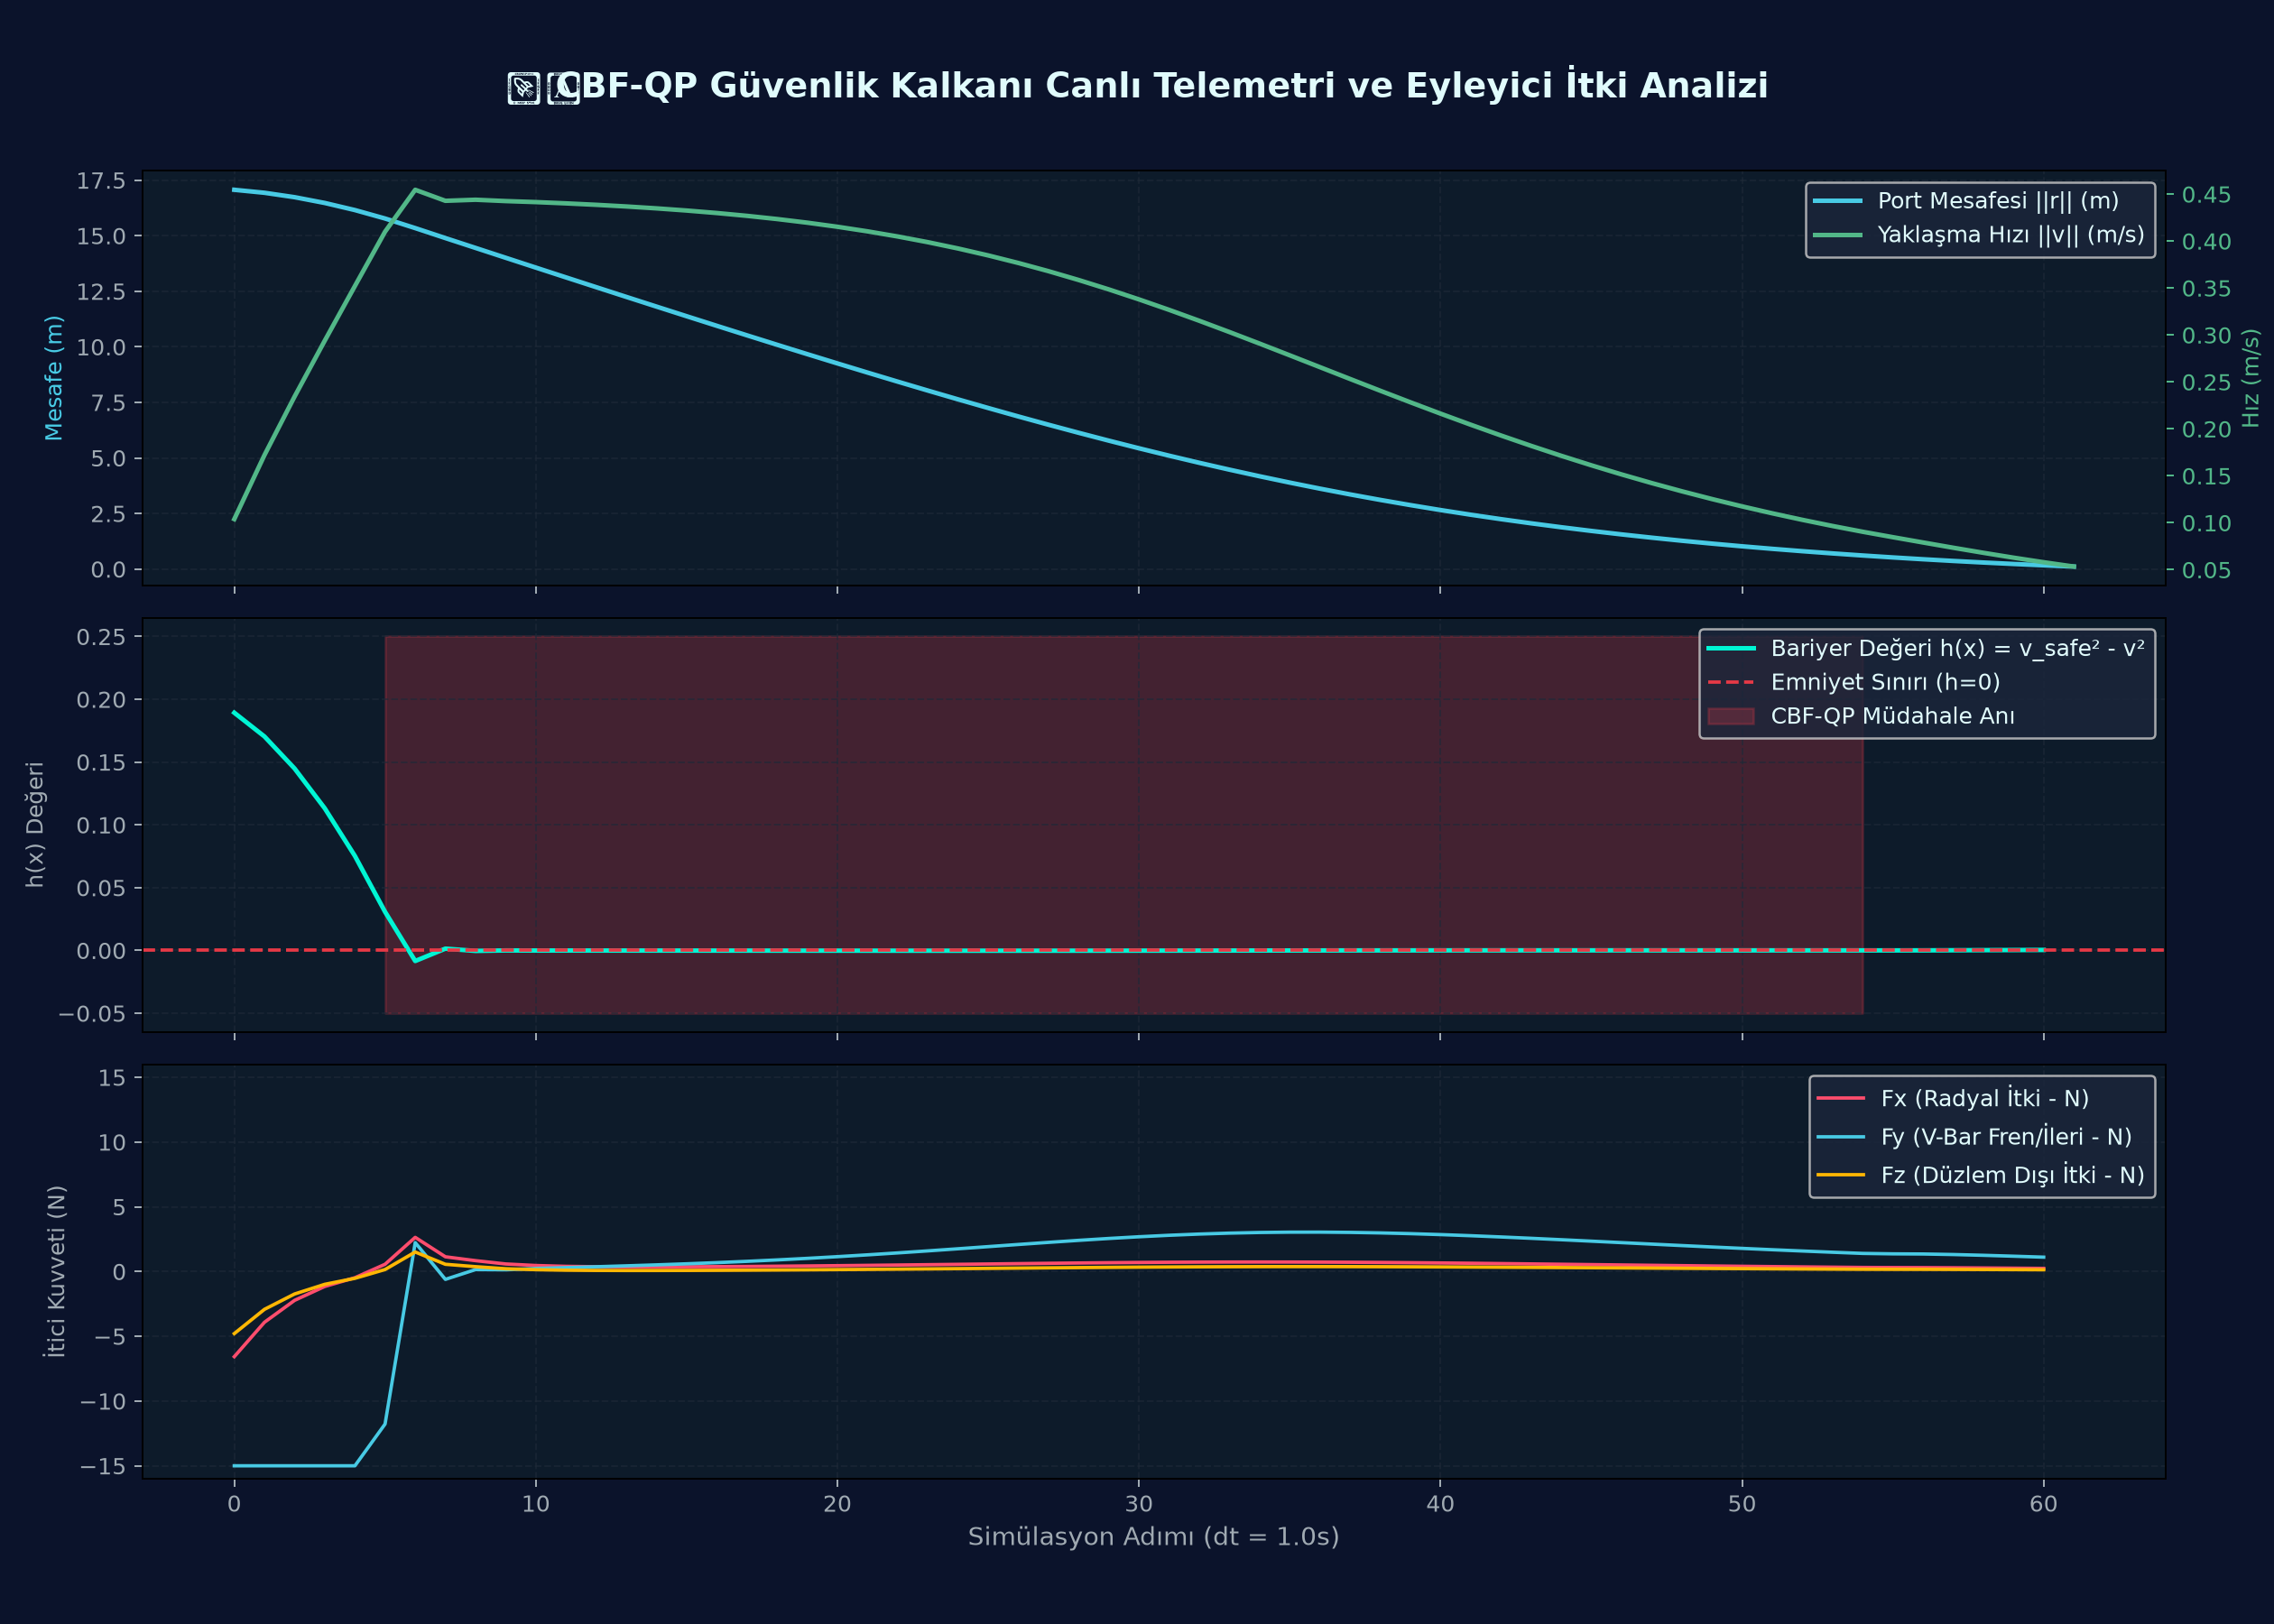 CBF-QP Güvenlik Kalkanı Canlı Telemetri ve Eyleyici İtki Analizi
17.5
15.0
12.5
10.0
7.5
5.0
2.5
0.0
Mesafe (m)
Port Mesafesi ||r|| (m)
Yaklaşma Hızı ||v|| (m/s)
0.45
0.40
0.35
0.30
0.25
0.20
0.15
0.10
0.05
Hız (m/s)
0.25
0.20
0.15
0.10
0.05
0.00
−0.05
h(x) Değeri
Bariyer Değeri h(x) = v_safe² - v²
Emniyet Sınırı (h=0)
CBF-QP Müdahale Anı
15
10
5
0
−5
−10
−15
İtici Kuvveti (N)
Fx (Radyal İtki - N)
Fy (V-Bar Fren/İleri - N)
Fz (Düzlem Dışı İtki - N)
0 10 20 30 40 50 60
Simülasyon Adımı (dt = 1.0s)